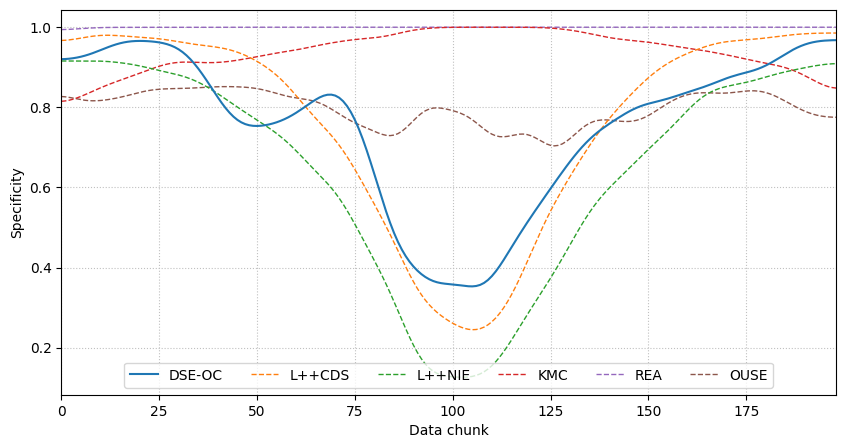 Specificity
1.0
0.8
0.6
0.4
0.2
DSE-OC L++CDS L++NIE KMC REA OUSE
0 25 50 75 100 125 150 175
Data chunk